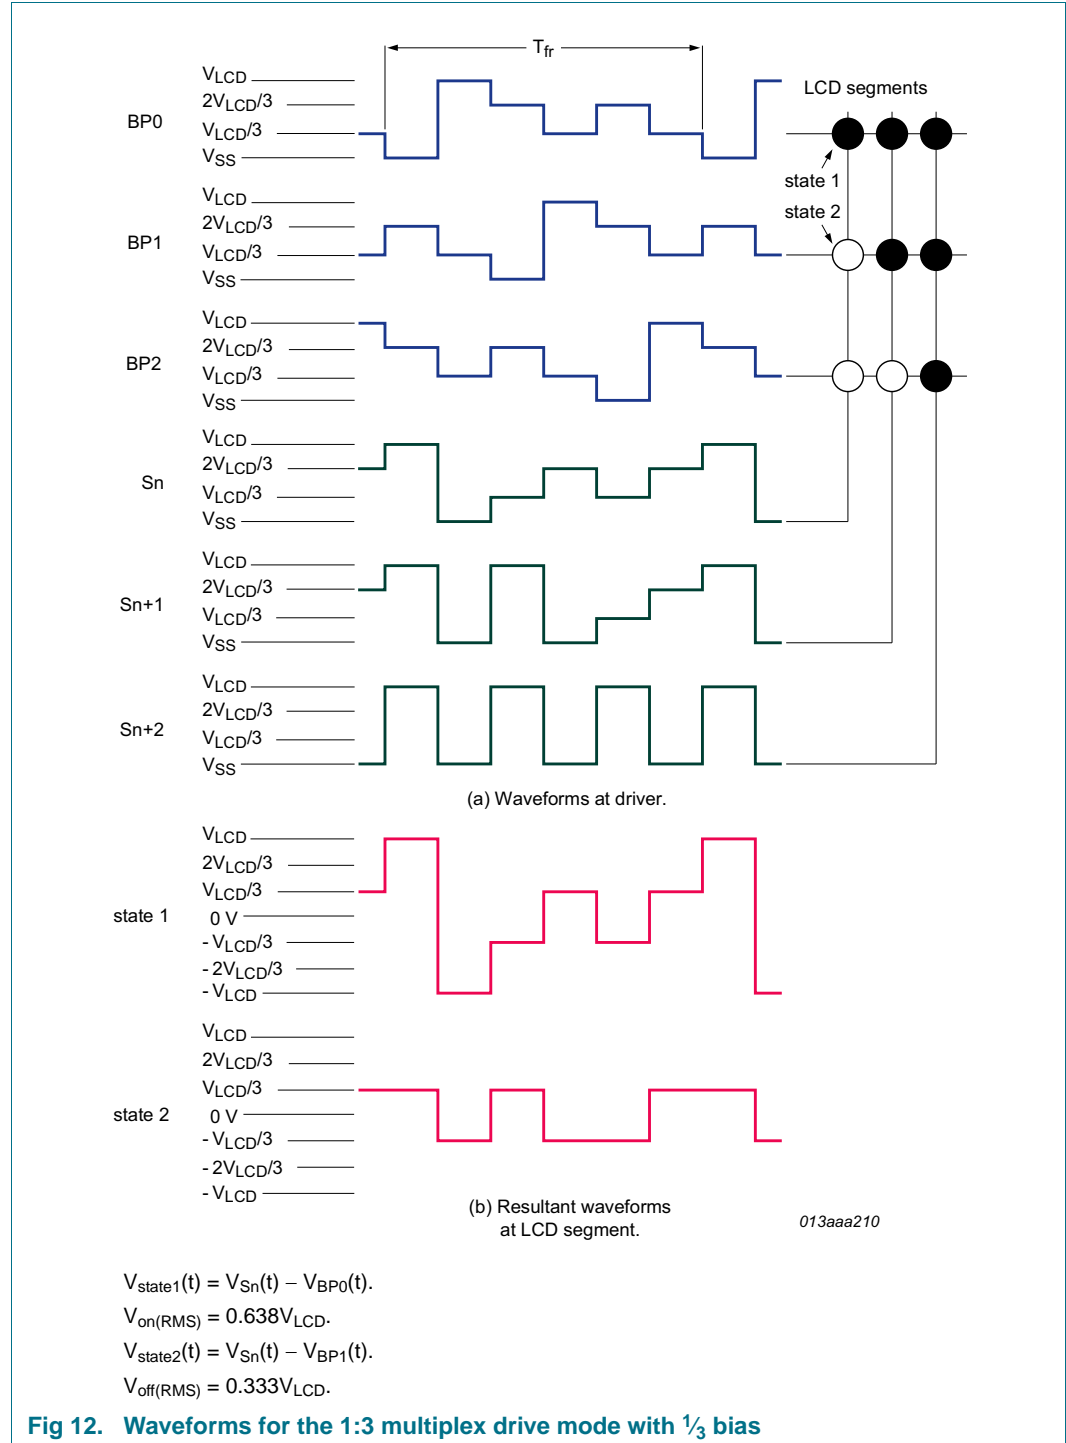 Tfr
VLCD
2VLCD/3
BP0
VLCD/3
VSS
LCD segments
state 1
state 2
VLCD
2VLCD/3
BP1
VLCD/3
VSS
VLCD
2VLCD/3
BP2
VLCD/3
VSS
VLCD
2VLCD/3
Sn
VLCD/3
VSS
VLCD
2VLCD/3
Sn+1
VLCD/3
VSS
VLCD
2VLCD/3
Sn+2
VLCD/3
VSS
(a) Waveforms at driver.
VLCD
2VLCD/3
VLCD/3
state 1
0 V
- VLCD/3
- 2VLCD/3
- VLCD
VLCD
2VLCD/3
VLCD/3
state 2
0 V
- VLCD/3
- 2VLCD/3
- VLCD
(b) Resultant waveforms
at LCD segment.
013aaa210
Vstate1(t) = VSn(t) − VBP0(t).
Von(RMS) = 0.638VLCD.
Vstate2(t) = VSn(t) − VBP1(t).
Voff(RMS) = 0.333VLCD.
Fig 12. Waveforms for the 1:3 multiplex drive mode with 1⁄3 bias